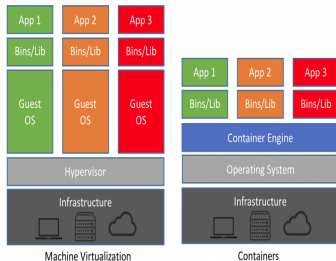 App 1 App 2 App 3
Bins/Lib Bins/Lib Bins/Lib
Guest OS Guest OS Guest OS
Hypervisor
Infrastructure
Machine Virtualization
App 1 App 2 App 3
Bins/Lib Bins/Lib Bins/Lib
Container Engine
Operating System
Infrastructure
Containers